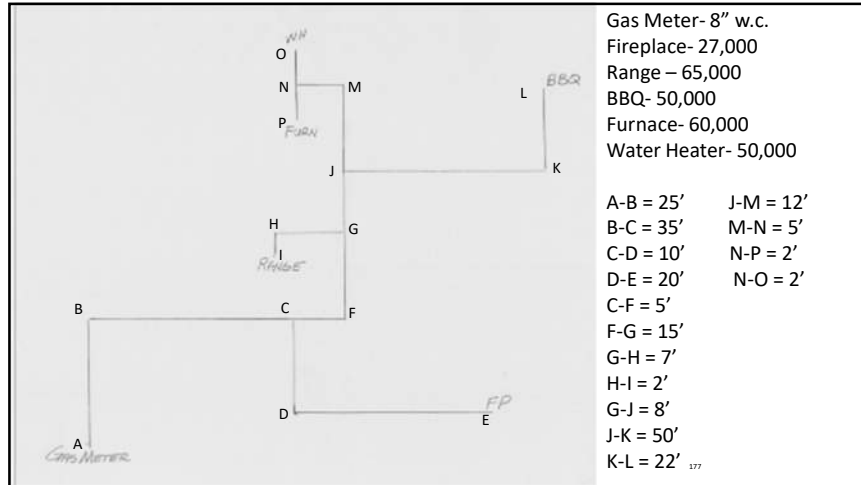 WH
O
N M
BBQ
L
P
FURN
J K
H G
I
RANGE
B C F
D FP
E
A
GAS METER
Gas Meter- 8” w.c.
Fireplace- 27,000
Range – 65,000
BBQ- 50,000
Furnace- 60,000
Water Heater- 50,000
A-B = 25’ J-M = 12’
B-C = 35’ M-N = 5’
C-D = 10’ N-P = 2’
D-E = 20’ N-O = 2’
C-F = 5’
F-G = 15’
G-H = 7’
H-I = 2’
G-J = 8’
J-K = 50’
K-L = 22’ 177